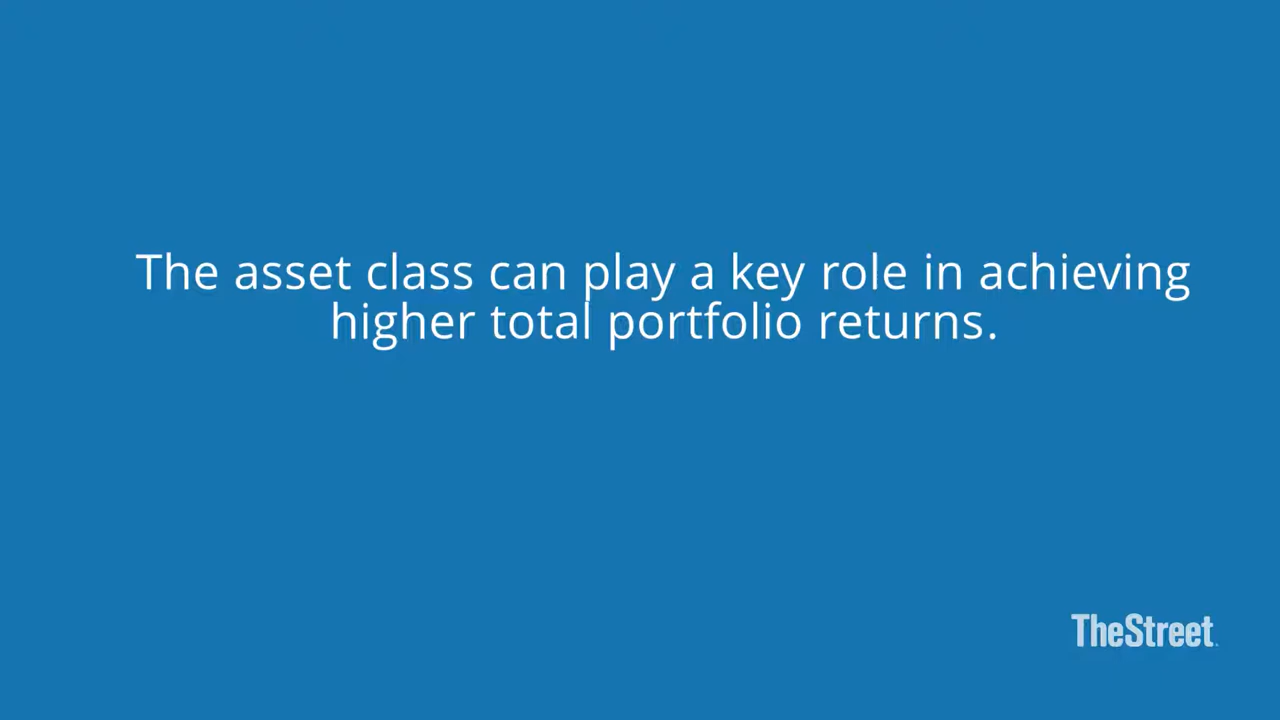 The asset class can play a key role in achieving
higher total portfolio returns.
TheStreet.